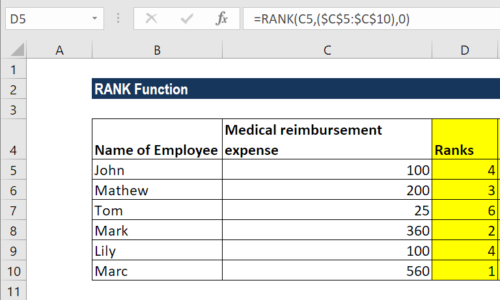 D5 fx =RANK(C5,($C$5:$C$10),0)
A B C D
1
2 RANK Function
3
Medical reimbursement
4 Name of Employee expense Ranks
5 John 100 4
6 Mathew 200 3
7 Tom 25 6
8 Mark 360 2
9 Lily 100 4
10 Marc 560 1
11